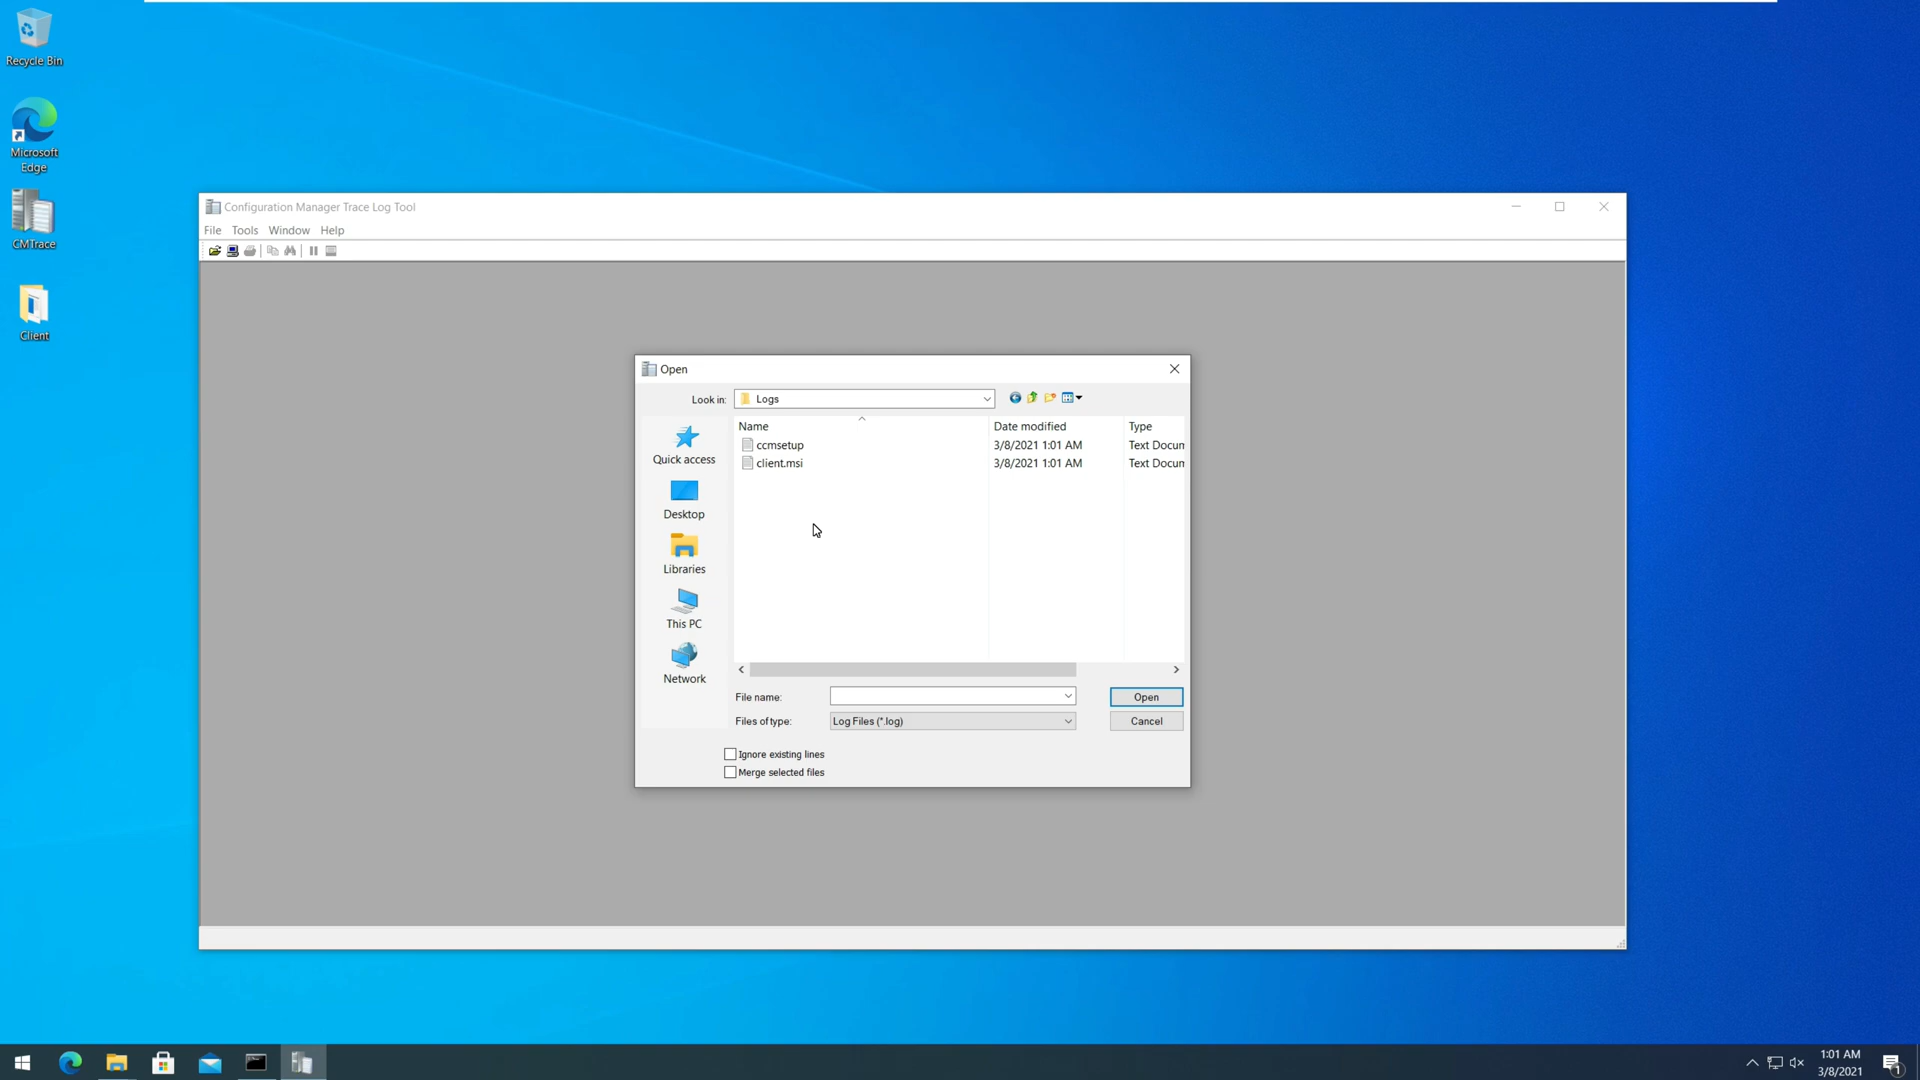 Recycle Bin
Microsoft
Edge
CMTrace
Client
Configuration Manager Trace Log Tool
File Tools Window Help
Open
Look in: Logs
Name Date modified Type
ccmsetup 3/8/2021 1:01 AM Text Docum
client.msi 3/8/2021 1:01 AM Text Docum
Quick access
Desktop
Libraries
This PC
Network
File name: Open
Files of type: Log Files (*.log) Cancel
Ignore existing lines
Merge selected files
1:01 AM
3/8/2021
1